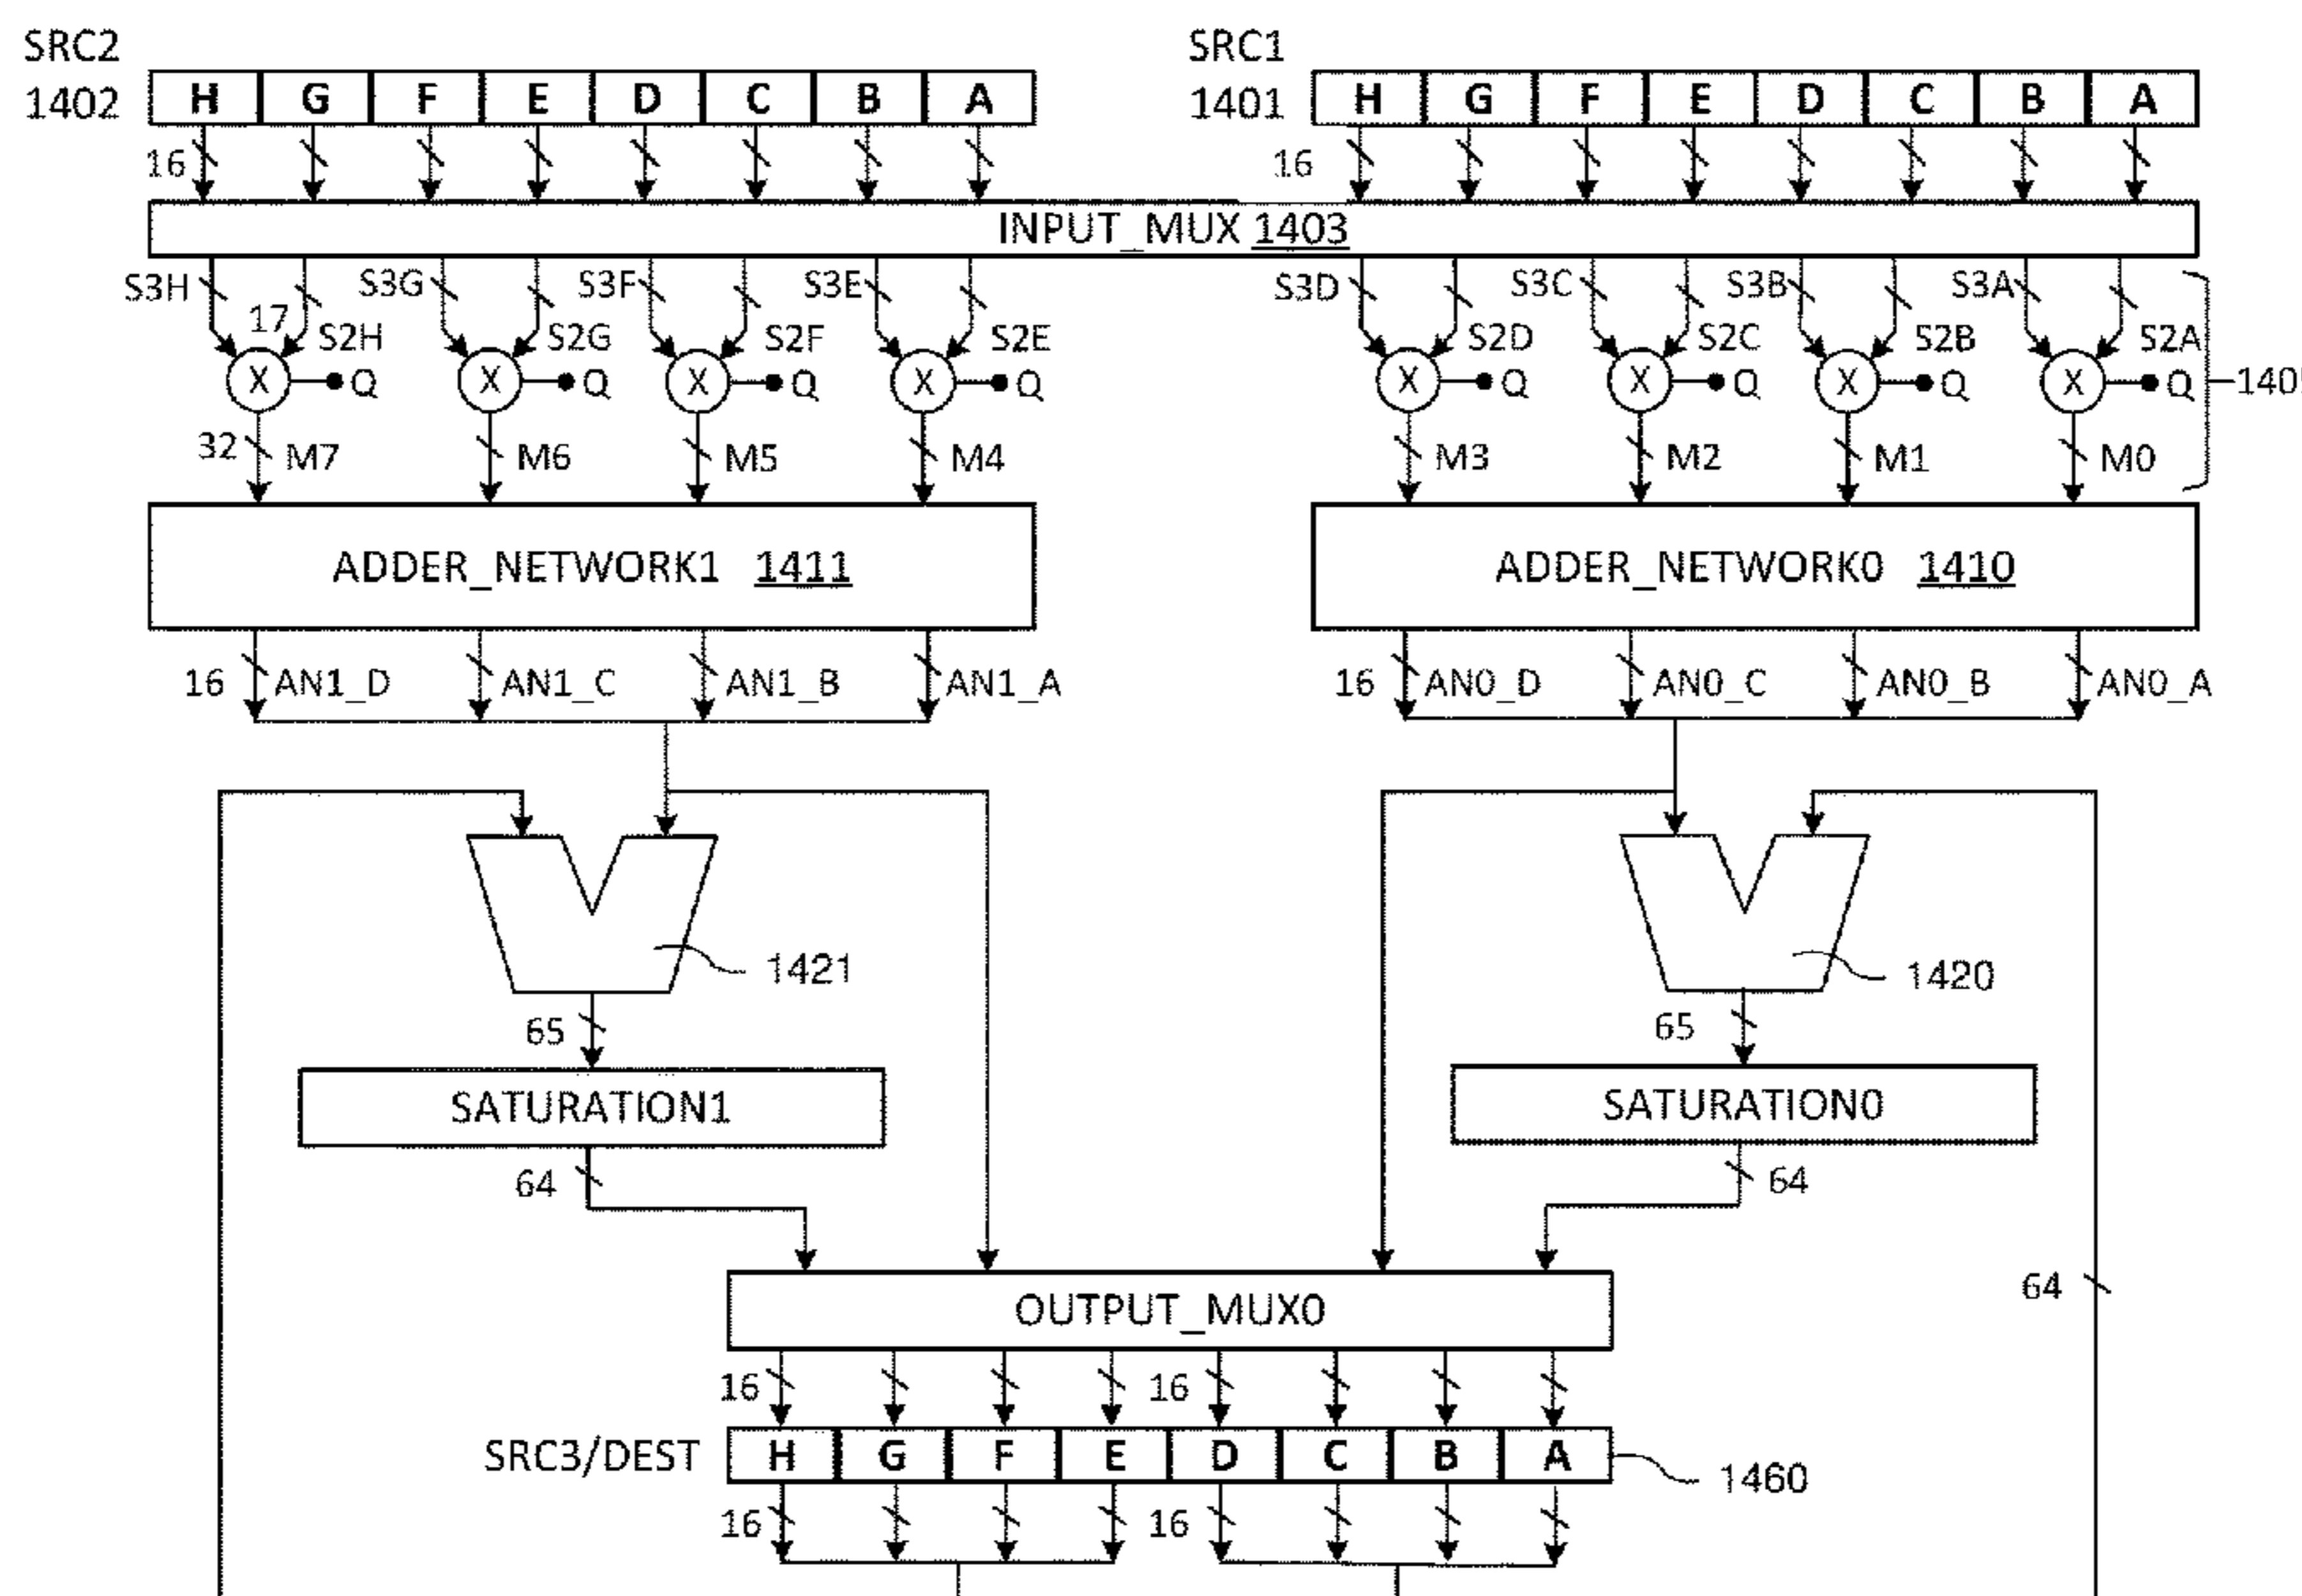 SRC2
1402
H G F E D C B A
SRC1
1401
H G F E D C B A
16
16
INPUT_MUX 1403
S3H S3G S3F S3E S3D S3C S3B S3A
17 S2H S2G S2F S2E S2D S2C S2B S2A
X Q X Q X Q X Q X Q X Q X Q X Q
140
32 M7 M6 M5 M4 M3 M2 M1 M0
ADDER_NETWORK1 1411
ADDER_NETWORK0 1410
16 AN1_D AN1_C AN1_B AN1_A
16 AN0_D AN0_C AN0_B AN0_A
1421
1420
65
65
SATURATION1
SATURATION0
64
64
64
OUTPUT_MUX0
16 16
SRC3/DEST H G F E D C B A
1460
16 16